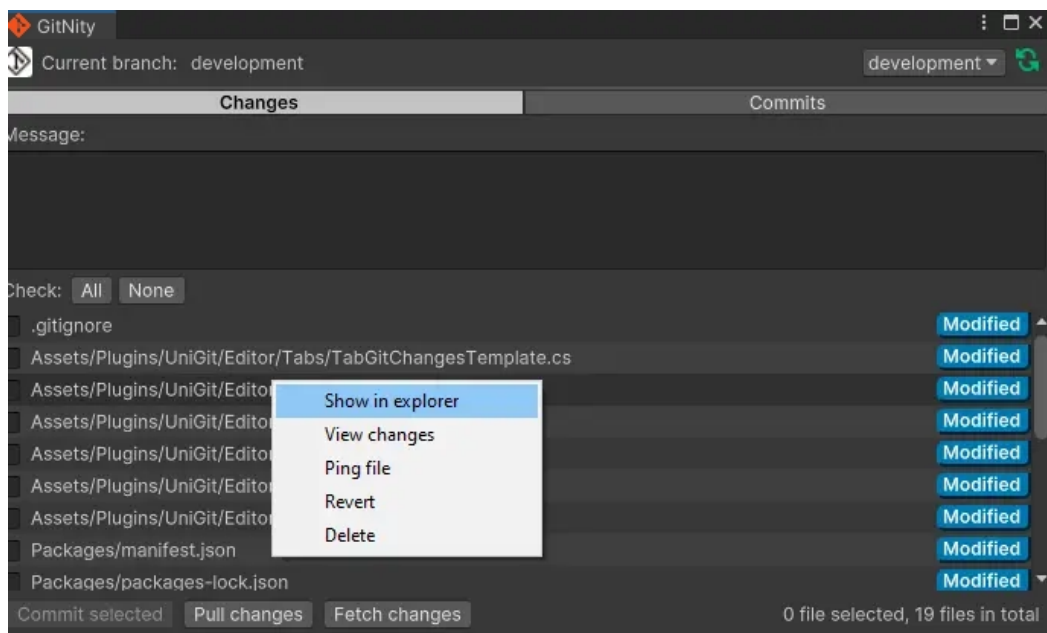 GitNity
Current branch: development
development
Changes
Commits
Message:
Check: All None
.gitignore Modified
Assets/Plugins/UniGit/Editor/Tabs/TabGitChangesTemplate.cs Modified
Assets/Plugins/UniGit/Editor Modified
Assets/Plugins/UniGit/Editor Modified
Assets/Plugins/UniGit/Editor Modified
Assets/Plugins/UniGit/Editor Modified
Assets/Plugins/UniGit/Editor Modified
Packages/manifest.json Modified
Packages/packages-lock.json Modified
Show in explorer
View changes
Ping file
Revert
Delete
Commit selected Pull changes Fetch changes 0 file selected, 19 files in total